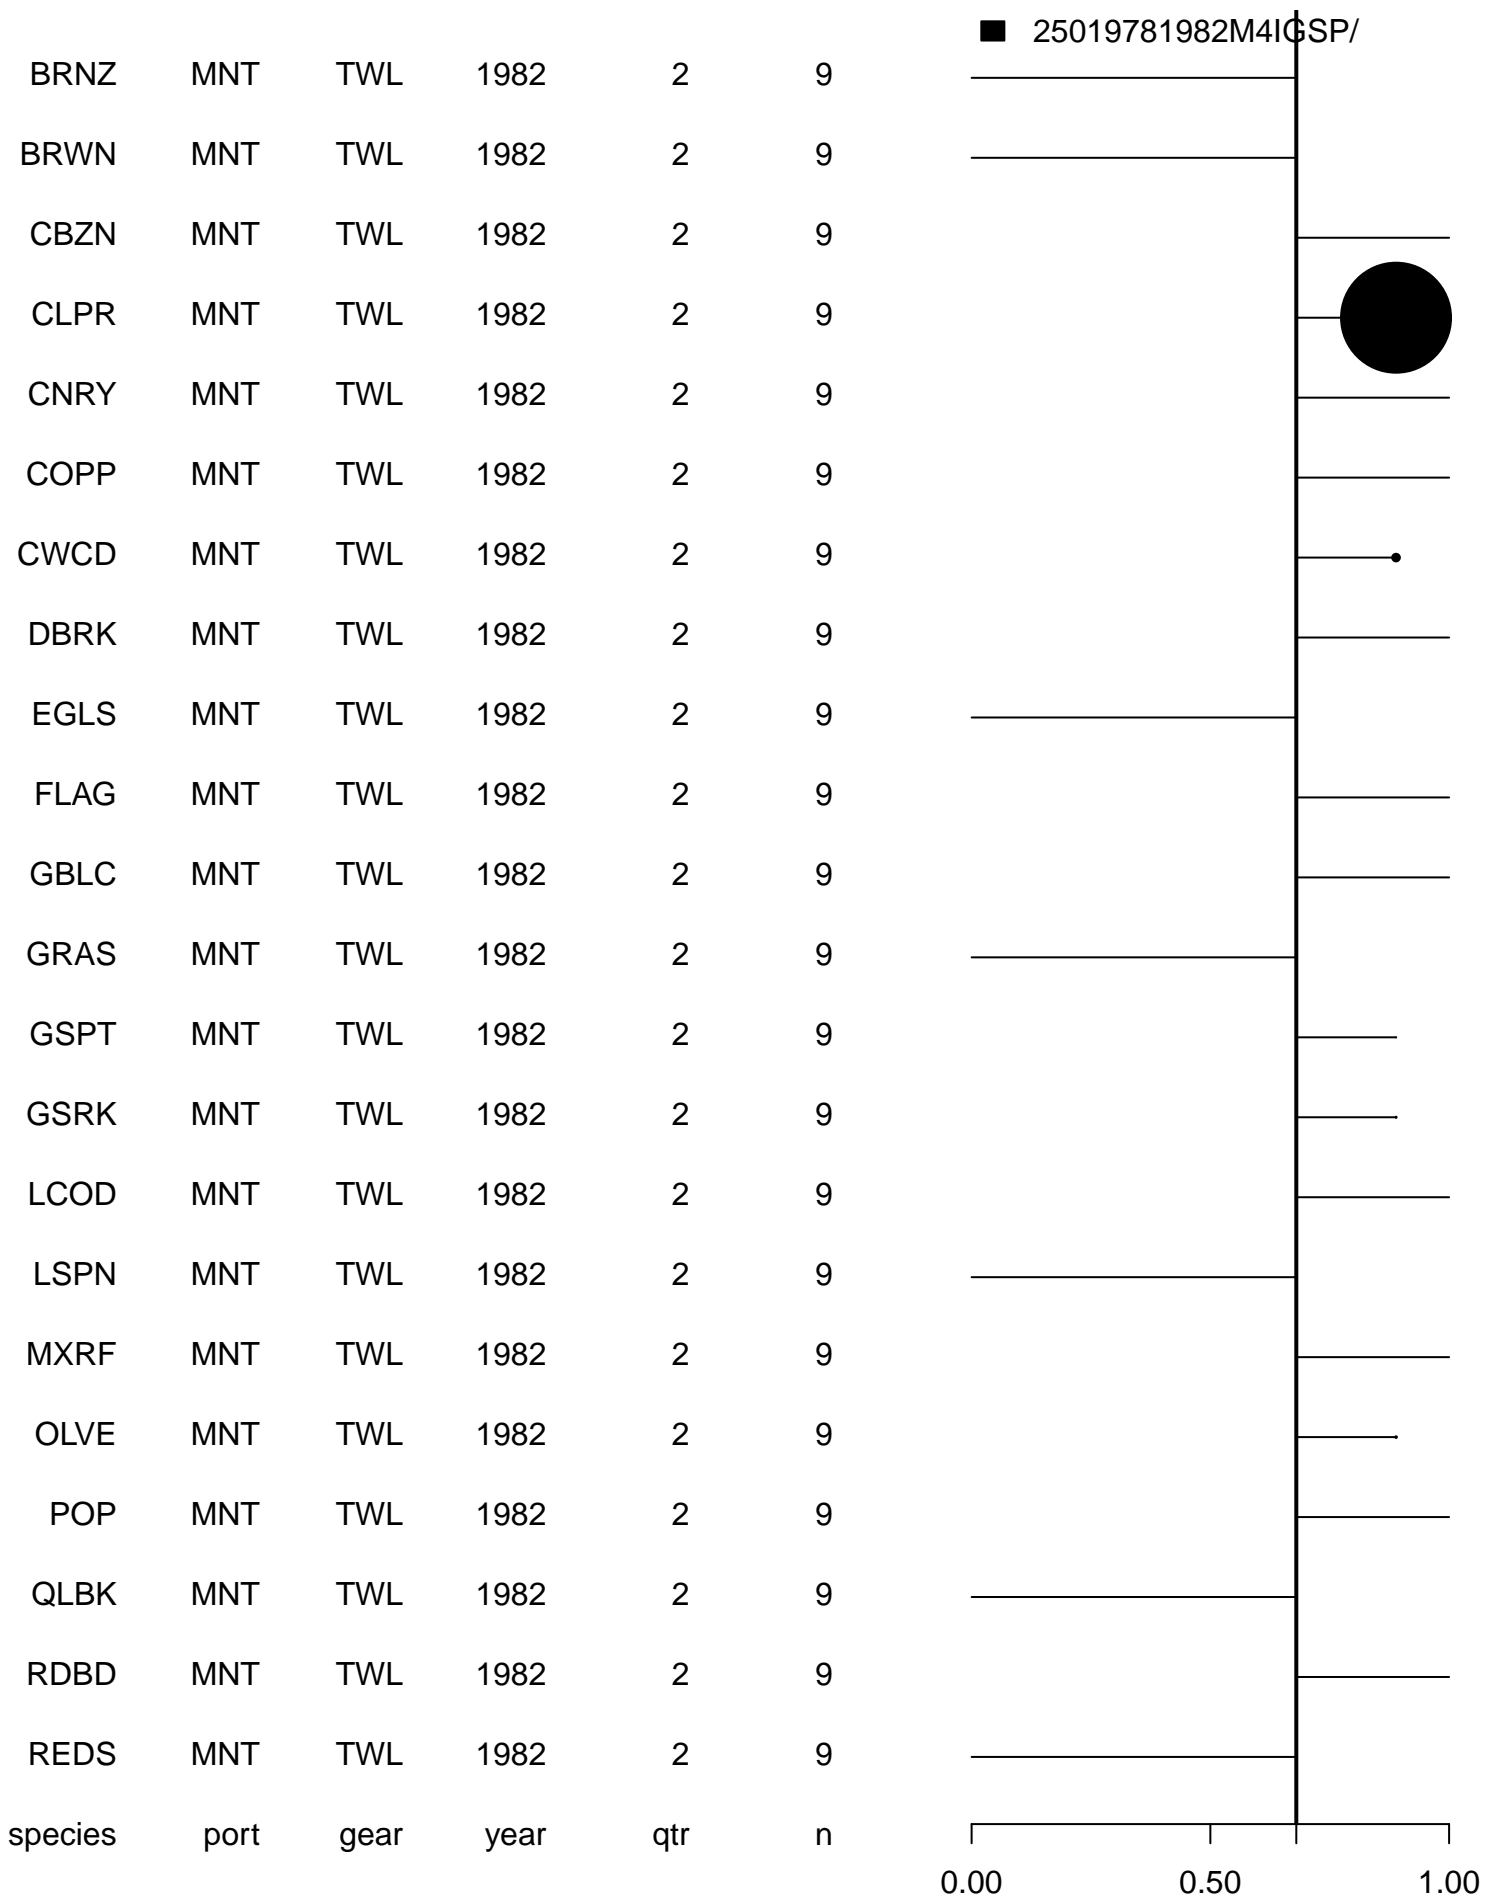 25019781982M4IGSP/
BRNZ MNT TWL 1982 2 9
BRWN MNT TWL 1982 2 9
CBZN MNT TWL 1982 2 9
CLPR MNT TWL 1982 2 9
CNRY MNT TWL 1982 2 9
COPP MNT TWL 1982 2 9
CWCD MNT TWL 1982 2 9
DBRK MNT TWL 1982 2 9
EGLS MNT TWL 1982 2 9
FLAG MNT TWL 1982 2 9
GBLC MNT TWL 1982 2 9
GRAS MNT TWL 1982 2 9
GSPT MNT TWL 1982 2 9
GSRK MNT TWL 1982 2 9
LCOD MNT TWL 1982 2 9
LSPN MNT TWL 1982 2 9
MXRF MNT TWL 1982 2 9
OLVE MNT TWL 1982 2 9
POP MNT TWL 1982 2 9
QLBK MNT TWL 1982 2 9
RDBD MNT TWL 1982 2 9
REDS MNT TWL 1982 2 9
species port gear year qtr n
0.00 0.50 1.00